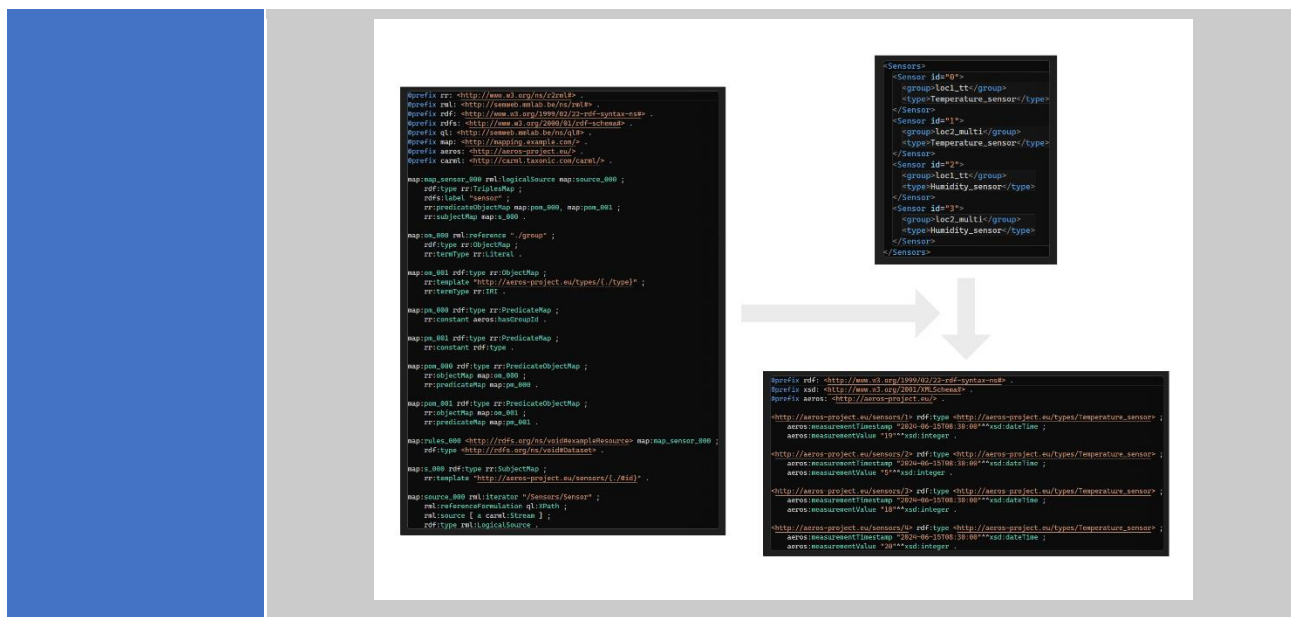 @prefix rr: <http://www.w3.org/ns/r2rml#> .
@prefix rml: <http://semweb.mmlab.be/ns/rml#> .
@prefix rdf: <http://www.w3.org/1999/02/22-rdf-syntax-ns#> .
@prefix rdfs: <http://www.w3.org/2000/01/rdf-schema#> .
@prefix ql: <http://semweb.mmlab.be/ns/ql#> .
@prefix map: <http://mapping.example.com/> .
@prefix aeros: <http://aeros-project.eu/> .
@prefix carml: <http://carml.taxonic.com/carml/> .
map:map_sensor_000 rml:logicalSource map:source_000 ;
rdf:type rr:TriplesMap ;
rdfs:label "sensor" ;
rr:predicateObjectMap map:pom_000, map:pom_001 ;
rr:subjectMap map:s_000 .
map:om_000 rml:reference "./group" ;
rdf:type rr:ObjectMap ;
rr:termType rr:Literal .
map:om_001 rdf:type rr:ObjectMap ;
rr:template "http://aeros-project.eu/types/{./type}" ;
rr:termType rr:IRI .
map:pm_000 rdf:type rr:PredicateMap ;
rr:constant aeros:hasGroupId .
map:pm_001 rdf:type rr:PredicateMap ;
rr:constant rdf:type .
map:pom_000 rdf:type rr:PredicateObjectMap ;
rr:objectMap map:om_000 ;
rr:predicateMap map:pm_000 .
map:pom_001 rdf:type rr:PredicateObjectMap ;
rr:objectMap map:om_001 ;
rr:predicateMap map:pm_001 .
map:rules_000 <http://rdfs.org/ns/void#exampleResource> map:map_sensor_000 ;
rdf:type <http://rdfs.org/ns/void#Dataset> .
map:s_000 rdf:type rr:SubjectMap ;
rr:template "http://aeros-project.eu/sensors/{./@id}" .
map:source_000 rml:iterator "/Sensors/Sensor" ;
rml:referenceFormulation ql:XPath ;
rml:source [ a carml:Stream ] ;
rdf:type rml:LogicalSource .
<Sensors>
<Sensor id="0">
<group>loc1_tt</group>
<type>Temperature_sensor</type>
</Sensor>
<Sensor id="1">
<group>loc2_multi</group>
<type>Temperature_sensor</type>
</Sensor>
<Sensor id="2">
<group>loc1_tt</group>
<type>Humidity_sensor</type>
</Sensor>
<Sensor id="3">
<group>loc2_multi</group>
<type>Humidity_sensor</type>
</Sensor>
</Sensors>
@prefix rdf: <http://www.w3.org/1999/02/22-rdf-syntax-ns#> .
@prefix xsd: <http://www.w3.org/2001/XMLSchema#> .
@prefix aeros: <http://aeros-project.eu/> .
<http://aeros-project.eu/sensors/1> rdf:type <http://aeros-project.eu/types/Temperature_sensor> ;
aeros:measurementTimestamp "2024-06-15T08:30:00"^^xsd:dateTime ;
aeros:measurementValue "19"^^xsd:integer .
<http://aeros-project.eu/sensors/2> rdf:type <http://aeros-project.eu/types/Temperature_sensor> ;
aeros:measurementTimestamp "2024-06-15T08:30:00"^^xsd:dateTime ;
aeros:measurementValue "5"^^xsd:integer .
<http://aeros-project.eu/sensors/3> rdf:type <http://aeros-project.eu/types/Temperature_sensor> ;
aeros:measurementTimestamp "2024-06-15T08:30:00"^^xsd:dateTime ;
aeros:measurementValue "18"^^xsd:integer .
<http://aeros-project.eu/sensors/4> rdf:type <http://aeros-project.eu/types/Temperature_sensor> ;
aeros:measurementTimestamp "2024-06-15T08:30:00"^^xsd:dateTime ;
aeros:measurementValue "20"^^xsd:integer .